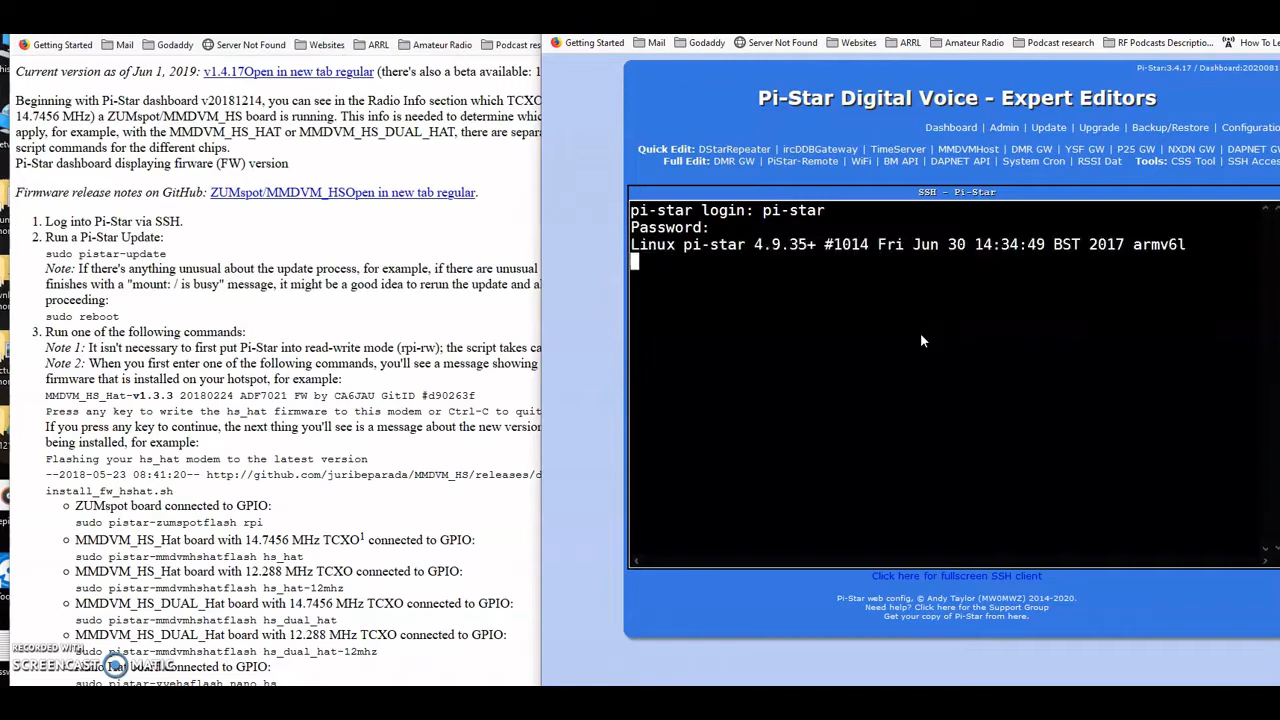 Getting Started Mail Godaddy Server Not Found Websites ARRL Amateur Radio Podcast res
Current version as of Jun 1, 2019: v1.4.17Open in new tab regular (there's also a beta available: 1
Beginning with Pi-Star dashboard v20181214, you can see in the Radio Info section which TCXO
14.7456 MHz) a ZUMspot/MMDVM_HS board is running. This info is needed to determine whic
apply, for example, with the MMDVM_HS_HAT or MMDVM_HS_DUAL_HAT, there are separa
script commands for the different chips.
Pi-Star dashboard displaying firware (FW) version
Firmware release notes on GitHub: ZUMspot/MMDVM_HSOpen in new tab regular.
1. Log into Pi-Star via SSH.
2. Run a Pi-Star Update:
sudo pistar-update
Note: If there's anything unusual about the update process, for example, if there are unusual
finishes with a "mount: / is busy" message, it might be a good idea to rerun the update and al
proceeding:
sudo reboot
3. Run one of the following commands:
Note 1: It isn't necessary to first put Pi-Star into read-write mode (rpi-rw); the script takes ca
Note 2: When you first enter one of the following commands, you'll see a message showing
firmware that is installed on your hotspot, for example:
MMDVM_HS_Hat-v1.3.3 20180224 ADF7021 FW by CA6JAU GitID #d90263f
Press any key to write the hs_hat firmware to this modem or Ctrl-C to quit
If you press any key to continue, the next thing you'll see is a message about the new version
being installed, for example:
Flashing your hs_hat modem to the latest version
--2018-05-23 08:41:20-- http://github.com/juribeparada/MMDVM_HS/releases/d
install_fw_hshat.sh
ZUMspot board connected to GPIO:
sudo pistar-zumspotflash rpi
MMDVM_HS_Hat board with 14.7456 MHz TCXO1 connected to GPIO:
sudo pistar-mmdvmhshatflash hs_hat
MMDVM_HS_Hat board with 12.288 MHz TCXO connected to GPIO:
sudo pistar-mmdvmhshatflash hs_hat-12mhz
MMDVM_HS_DUAL_Hat board with 14.7456 MHz TCXO connected to GPIO:
sudo pistar-mmdvmhshatflash hs_dual_hat
MMDVM_HS_DUAL_Hat board with 12.288 MHz TCXO connected to GPIO:
hs_dual_hat-12mhz
Hat board connected to GPIO:
nano_hs
RECORDED WITH
SCREENCAST MATIC
Getting Started Mail Godaddy Server Not Found Websites ARRL Amateur Radio Podcast research RF Podcasts Descriptio... How To Le
Pi-Star:3.4.17 / Dashboard:2020081
Pi-Star Digital Voice - Expert Editors
Dashboard | Admin | Update | Upgrade | Backup/Restore | Configuratio
Quick Edit: DStarRepeater | ircDDBGateway | TimeServer | MMDVMHost | DMR GW | YSF GW | P25 GW | NXDN GW | DAPNET GW
Full Edit: DMR GW | PiStar-Remote | WiFi | BM API | DAPNET API | System Cron | RSSI Dat Tools: CSS Tool | SSH Acces
SSH - Pi-Star
pi-star login: pi-star
Password:
Linux pi-star 4.9.35+ #1014 Fri Jun 30 14:34:49 BST 2017 armv6l
Click here for fullscreen SSH client
Pi-Star web config, © Andy Taylor (MW0MWZ) 2014-2020.
Need help? Click here for the Support Group
Get your copy of Pi-Star from here.